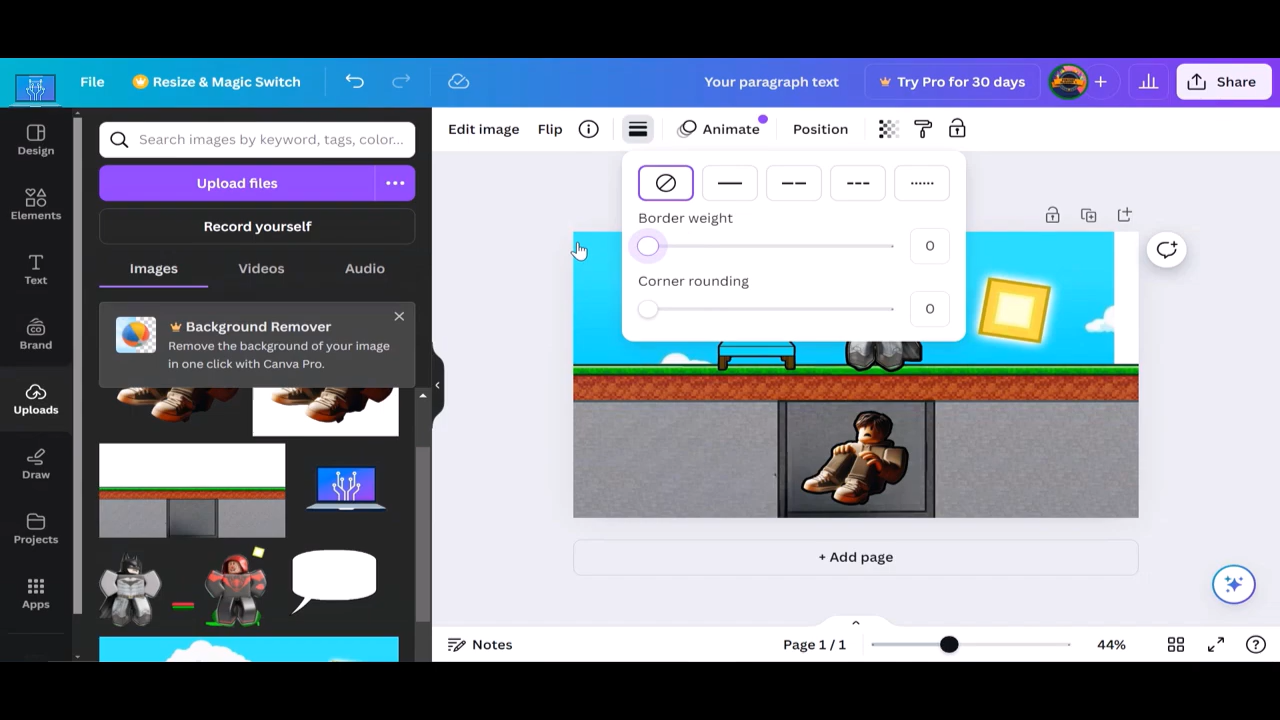 File
Resize & Magic Switch
Your paragraph text
Try Pro for 30 days
Share
Design
Elements
Text
Brand
Uploads
Draw
Projects
Apps
Search images by keyword, tags, color...
Upload files
Record yourself
Images
Videos
Audio
Background Remover
Remove the background of your image
in one click with Canva Pro.
Edit image
Flip
Animate
Position
Border weight
0
Corner rounding
0
+ Add page
Notes
Page 1 / 1
44%